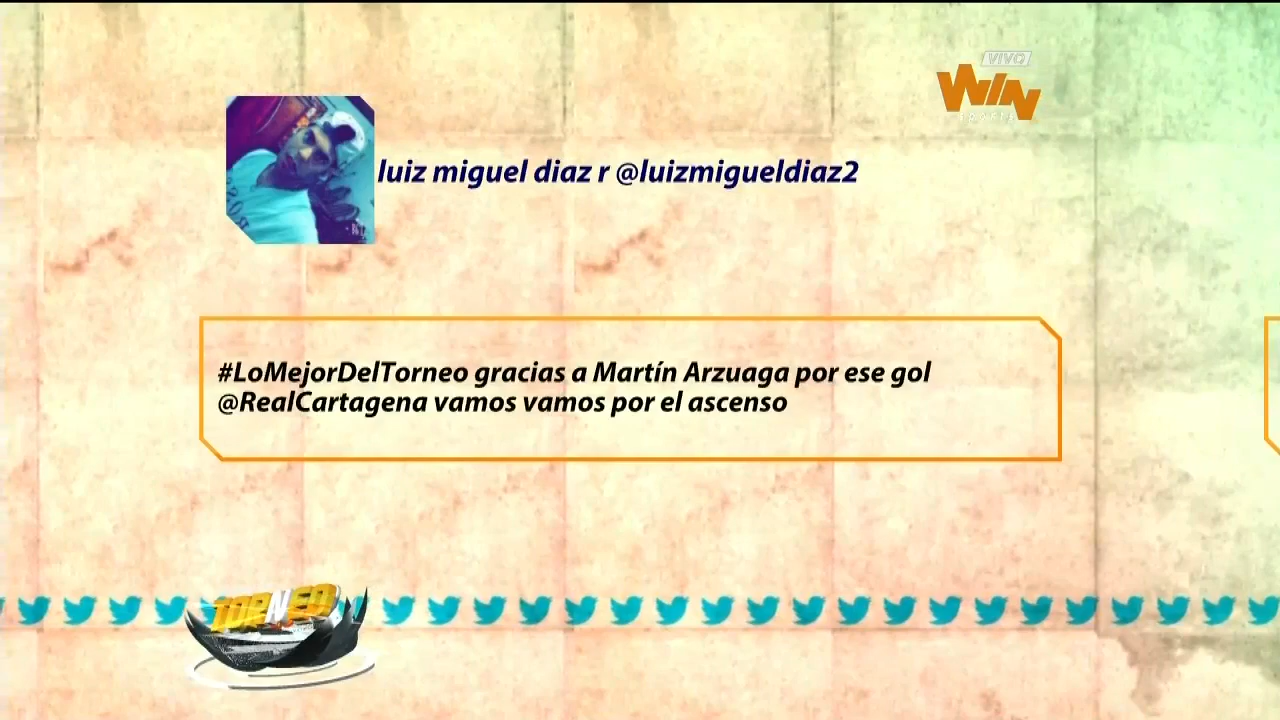 VIVO
WIN
sports
luiz miguel diaz r @luizmigueldiaz2
#LoMejorDelTorneo gracias a Martín Arzuaga por ese gol
@RealCartagena vamos vamos por el ascenso
TORNEO